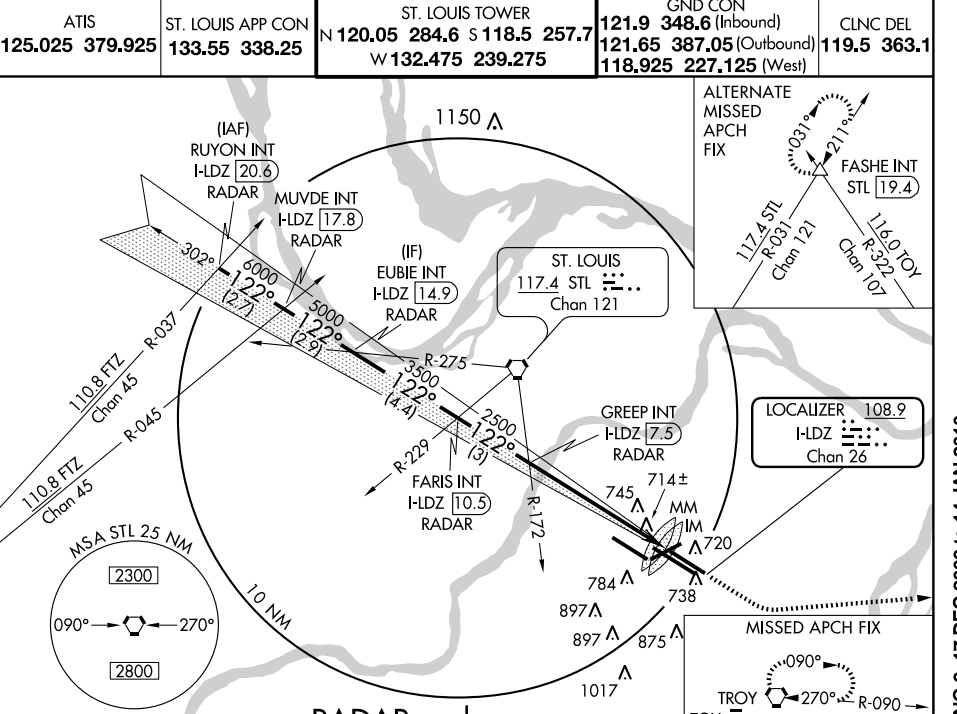 ATIS
125.025 379.925
ST. LOUIS APP CON
133.55 338.25
ST. LOUIS TOWER
N 120.05 284.6 S 118.5 257.7
W 132.475 239.275
GND CON
121.9 348.6 (Inbound)
121.65 387.05 (Outbound)
118.925 227.125 (West)
CLNC DEL
119.5 363.1
ALTERNATE
MISSED
APCH
FIX
031°
211°
FASHE INT
STL 19.4
117.4 STL
R-031
Chan 121
116.0 TOY
R-322
Chan 107
1150
(IAF)
RUYON INT
I-LDZ 20.6
RADAR
MUVDE INT
I-LDZ 17.8
RADAR
(IF)
EUBIE INT
I-LDZ 14.9
RADAR
ST. LOUIS
117.4 STL
Chan 121
302°
6000
122°
(2.7)
5000
122°
(2.9)
3500
122°
(4.4)
2500
122°
(3)
R-037
110.8 FTZ
Chan 45
R-045
110.8 FTZ
Chan 45
R-275
R-229
R-172
FARIS INT
I-LDZ 10.5
RADAR
GREEP INT
I-LDZ 7.5
RADAR
LOCALIZER 108.9
I-LDZ
Chan 26
745
714±
MM
IM
720
784
738
897
897
875
1017
10 NM
MSA STL 25 NM
2300
090°
270°
2800
MISSED APCH FIX
090°
TROY
270°
R-090